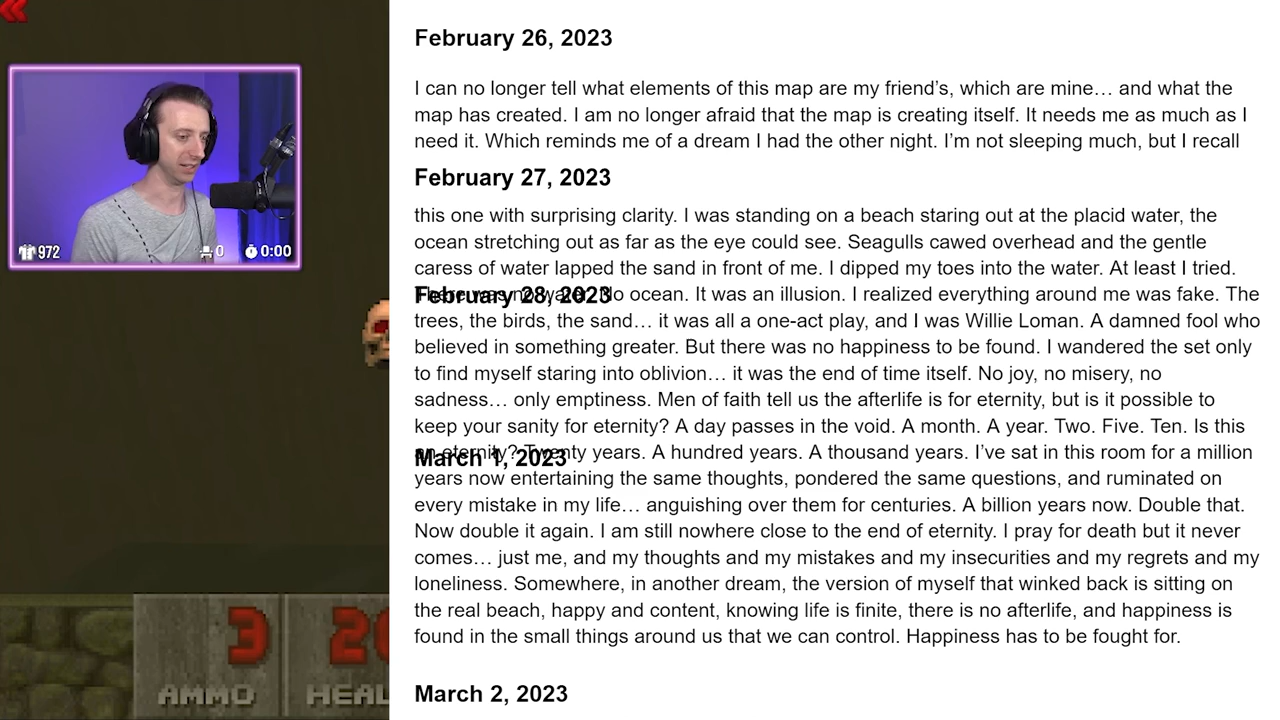 «
972
0
0:00
3
20
AMMO
HEAL
February 26, 2023
I can no longer tell what elements of this map are my friend’s, which are mine… and what the
map has created. I am no longer afraid that the map is creating itself. It needs me as much as I
need it. Which reminds me of a dream I had the other night. I’m not sleeping much, but I recall
February 27, 2023
this one with surprising clarity. I was standing on a beach staring out at the placid water, the
ocean stretching out as far as the eye could see. Seagulls cawed overhead and the gentle
caress of water lapped the sand in front of me. I dipped my toes into the water. At least I tried.
There was no water. No ocean. It was an illusion. I realized everything around me was fake. The
February 28, 2023
trees, the birds, the sand… it was all a one-act play, and I was Willie Loman. A damned fool who
believed in something greater. But there was no happiness to be found. I wandered the set only
to find myself staring into oblivion… it was the end of time itself. No joy, no misery, no
sadness… only emptiness. Men of faith tell us the afterlife is for eternity, but is it possible to
keep your sanity for eternity? A day passes in the void. A month. A year. Two. Five. Ten. Is this
an eternity? Twenty years. A hundred years. A thousand years. I’ve sat in this room for a million
March 1, 2023
years now entertaining the same thoughts, pondered the same questions, and ruminated on
every mistake in my life… anguishing over them for centuries. A billion years now. Double that.
Now double it again. I am still nowhere close to the end of eternity. I pray for death but it never
comes… just me, and my thoughts and my mistakes and my insecurities and my regrets and my
loneliness. Somewhere, in another dream, the version of myself that winked back is sitting on
the real beach, happy and content, knowing life is finite, there is no afterlife, and happiness is
found in the small things around us that we can control. Happiness has to be fought for.
March 2, 2023